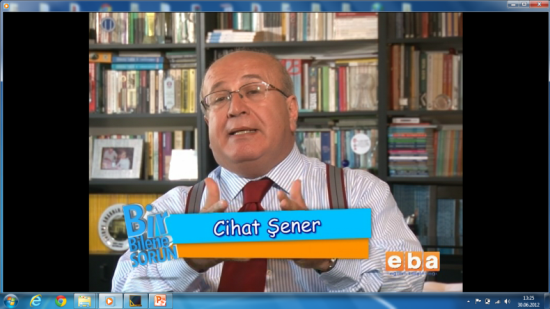 Bir
Bilene
SORUN
Cihat Şener
eba
13:25
30.06.2012